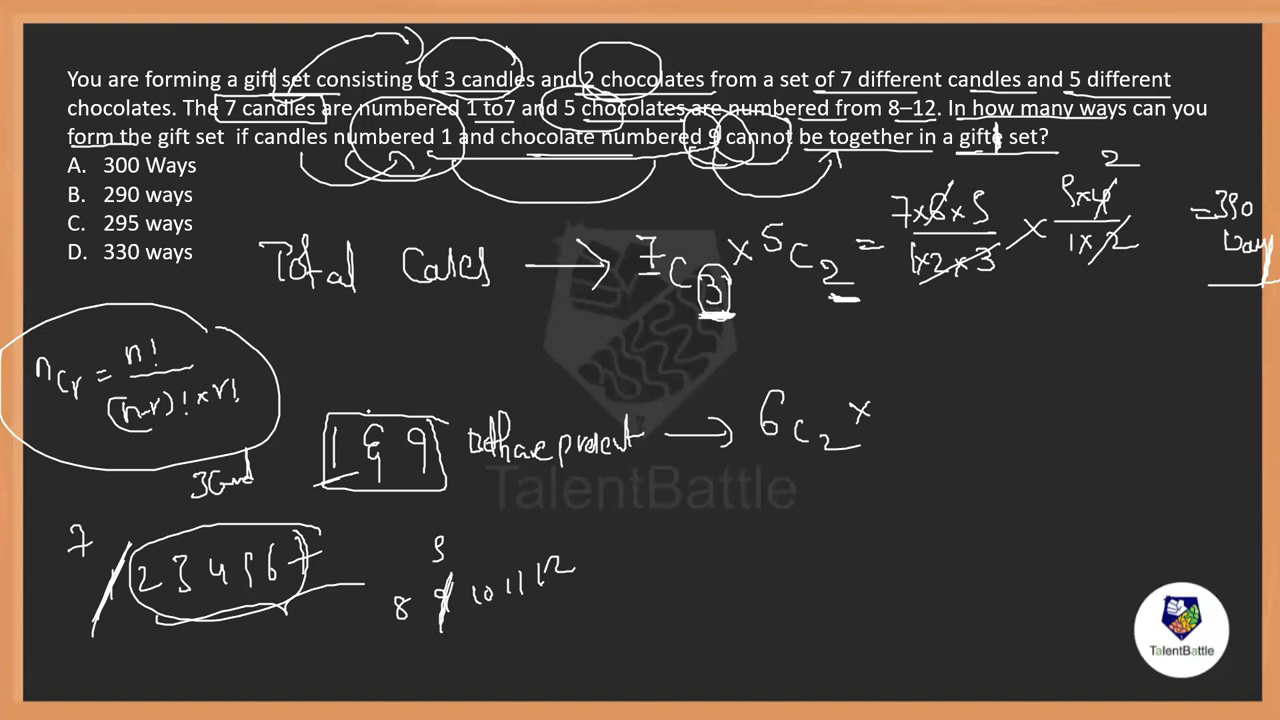 You are forming a gift set consisting of 3 candles and 2 chocolates from a set of 7 different candles and 5 different
chocolates. The 7 candles are numbered 1 to7 and 5 chocolates are numbered from 8–12. In how many ways can you
form the gift set if candles numbered 1 and chocolate numbered 9 cannot be together in a gift set?
A. 300 Ways
B. 290 ways
C. 295 ways
D. 330 ways
Total Cases → 7C3 × 5C2 = 7×6×5 / 1×2×3 × 5×4 / 1×2 = 350
2
ways
nCr = n! / (n-r)! × r!
1 & 9 present → 6C2 ×
7
2 3 4 5 6 7
5
8 9 10 11 12
TalentBattle
TalentBattle